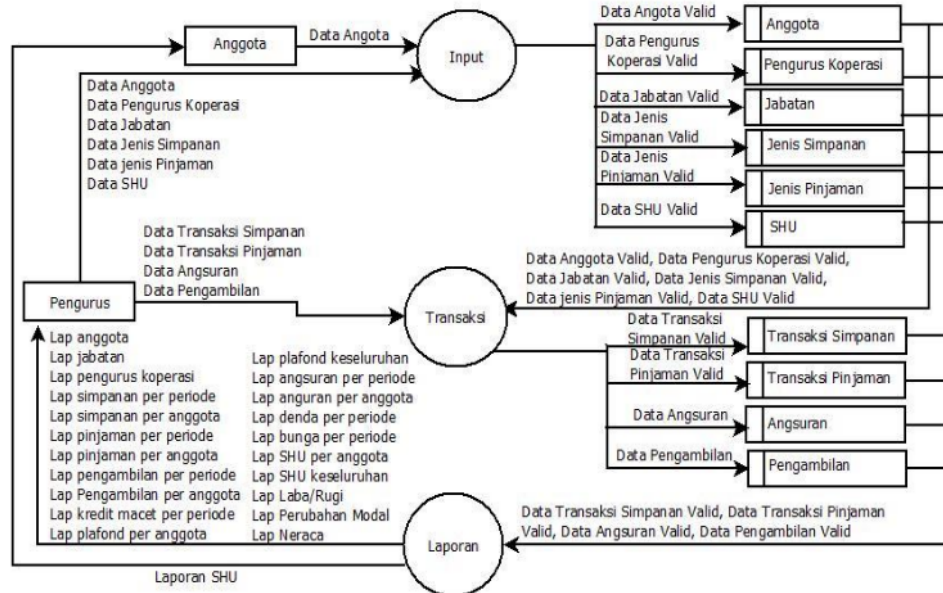 Anggota
Data Angota
Input
Data Angota Valid
Anggota
Data Pengurus
Koperasi Valid
Pengurus Koperasi
Data Jabatan Valid
Jabatan
Data Jenis
Simpanan Valid
Jenis Simpanan
Data Jenis
Pinjaman Valid
Jenis Pinjaman
Data SHU Valid
SHU
Data Anggota
Data Pengurus Koperasi
Data Jabatan
Data Jenis Simpanan
Data jenis Pinjaman
Data SHU
Data Transaksi Simpanan
Data Transaksi Pinjaman
Data Angsuran
Data Pengambilan
Pengurus
Transaksi
Data Anggota Valid, Data Pengurus Koperasi Valid,
Data Jabatan Valid, Data Jenis Simpanan Valid,
Data jenis Pinjaman Valid, Data SHU Valid
Data Transaksi
Simpanan Valid
Transaksi Simpanan
Data Transaksi
Pinjaman Valid
Transaksi Pinjaman
Data Angsuran
Angsuran
Data Pengambilan
Pengambilan
Lap anggota
Lap jabatan
Lap pengurus koperasi
Lap simpanan per periode
Lap simpanan per anggota
Lap pinjaman per periode
Lap pinjaman per anggota
Lap pengambilan per periode
Lap Pengambilan per anggota
Lap kredit macet per periode
Lap plafond per anggota
Lap plafond keseluruhan
Lap angsuran per periode
Lap anguran per anggota
Lap denda per periode
Lap bunga per periode
Lap SHU per anggota
Lap SHU keseluruhan
Lap Laba/Rugi
Lap Perubahan Modal
Lap Neraca
Laporan
Data Transaksi Simpanan Valid, Data Transaksi Pinjaman
Valid, Data Angsuran Valid, Data Pengambilan Valid
Laporan SHU